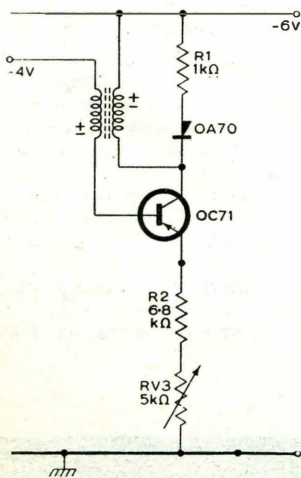 -6V
-4V
R1
1kΩ
±
±
OA70
OC71
R2
6·8
kΩ
RV3
5kΩ